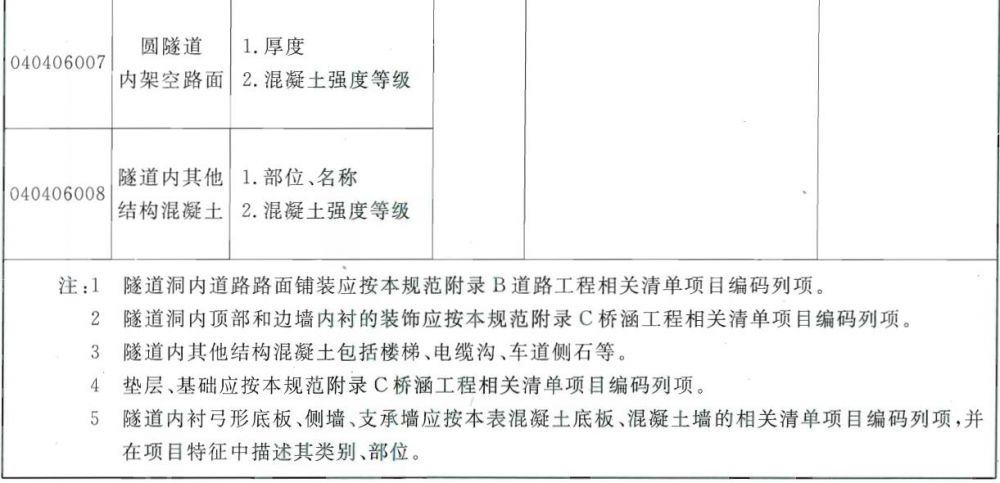 040406007
圆隧道
内架空路面
1.厚度
2.混凝土强度等级
040406008
隧道内其他
结构混凝土
1.部位、名称
2.混凝土强度等级
注:1 隧道洞内道路路面铺装应按本规范附录B道路工程相关清单项目编码列项。
2 隧道洞内顶部和边墙内衬的装饰应按本规范附录C桥涵工程相关清单项目编码列项。
3 隧道内其他结构混凝土包括楼梯、电缆沟、车道侧石等。
4 垫层、基础应按本规范附录C桥涵工程相关清单项目编码列项。
5 隧道内衬弓形底板、侧墙、支承墙应按本表混凝土底板、混凝土墙的相关清单项目编码列项,并
在项目特征中描述其类别、部位。